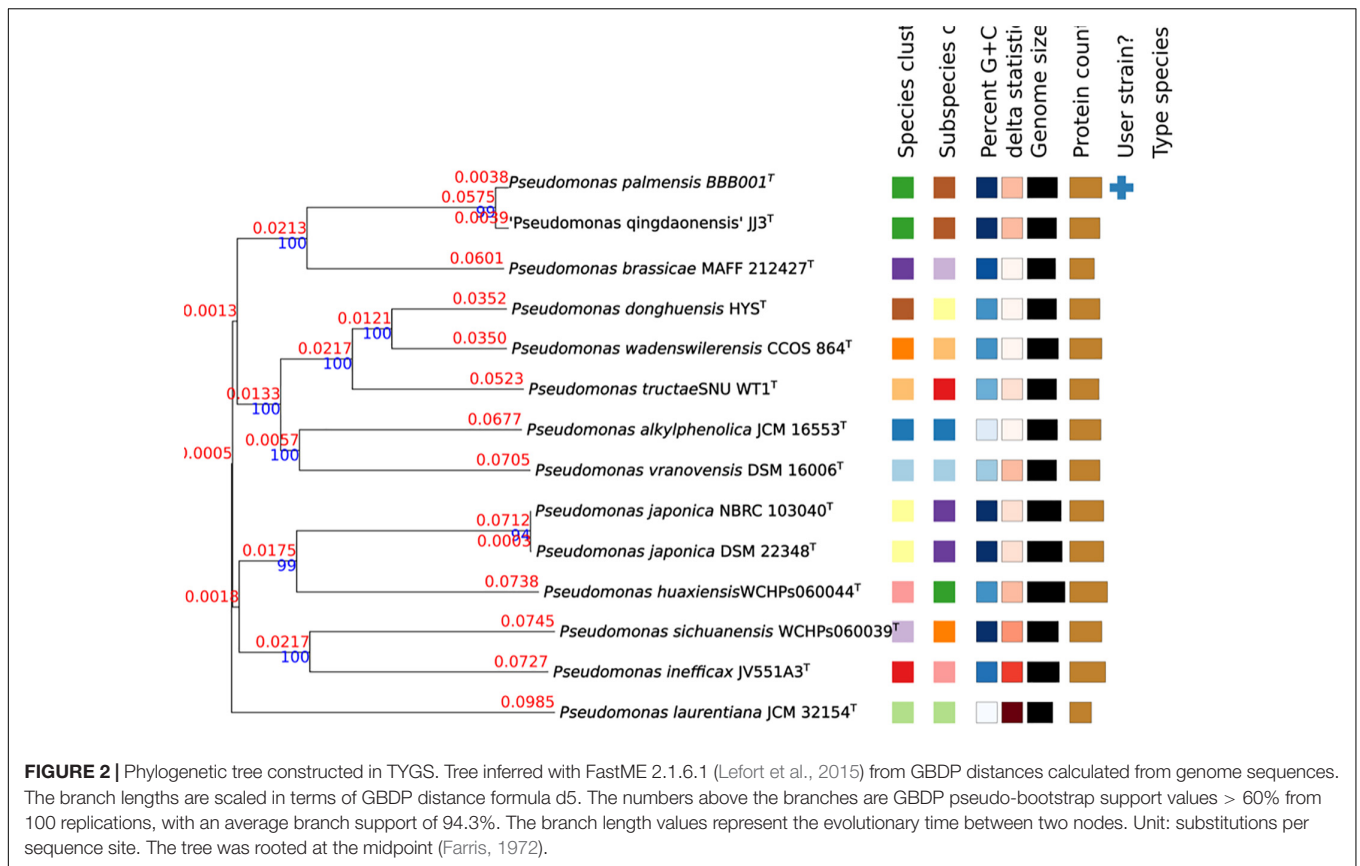 Species clust
Subspecies c
Percent G+C
delta statisti
Genome size
Protein coun
User strain?
Type species
0.0038
Pseudomonas palmensis BBB001ᵀ
0.0575
99
0.0039
'Pseudomonas qingdaonensis' JJ3ᵀ
0.0213
100
0.0601
Pseudomonas brassicae MAFF 212427ᵀ
0.0013
0.0352
Pseudomonas donghuensis HYSᵀ
0.0121
100
0.0350
Pseudomonas wadenswilerensis CCOS 864ᵀ
0.0217
100
0.0523
Pseudomonas tructaeSNU WT1ᵀ
0.0133
100
0.0677
Pseudomonas alkylphenolica JCM 16553ᵀ
0.0057
100
0.0705
Pseudomonas vranovensis DSM 16006ᵀ
0.0005
Pseudomonas japonica NBRC 103040ᵀ
0.0712
94
0.0003
Pseudomonas japonica DSM 22348ᵀ
0.0175
99
0.0738
Pseudomonas huaxiensisWCHPs060044ᵀ
0.0018
0.0745
Pseudomonas sichuanensis WCHPs060039ᵀ
0.0217
100
0.0727
Pseudomonas inefficax JV551A3ᵀ
0.0985
Pseudomonas laurentiana JCM 32154ᵀ
FIGURE 2 | Phylogenetic tree constructed in TYGS. Tree inferred with FastME 2.1.6.1 (Lefort et al., 2015) from GBDP distances calculated from genome sequences.
The branch lengths are scaled in terms of GBDP distance formula d5. The numbers above the branches are GBDP pseudo-bootstrap support values > 60% from
100 replications, with an average branch support of 94.3%. The branch length values represent the evolutionary time between two nodes. Unit: substitutions per
sequence site. The tree was rooted at the midpoint (Farris, 1972).